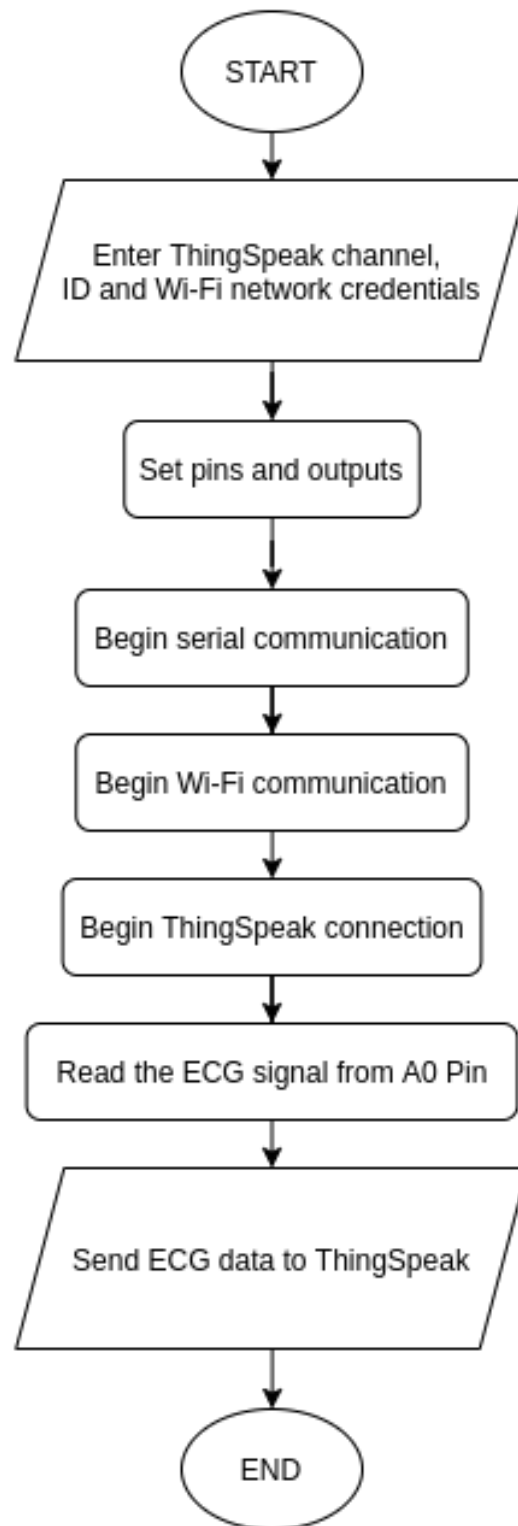 START
Enter ThingSpeak channel,
ID and Wi-Fi network credentials
Set pins and outputs
Begin serial communication
Begin Wi-Fi communication
Begin ThingSpeak connection
Read the ECG signal from A0 Pin
Send ECG data to ThingSpeak
END